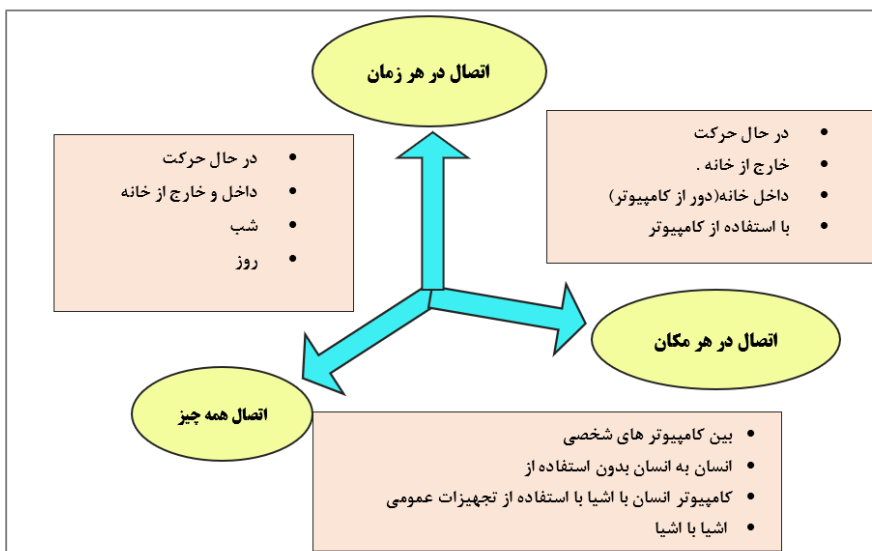 اتصال در هر زمان
در حال حرکت
خارج از خانه .
داخل خانه(دور از کامپیوتر)
با استفاده از کامپیوتر
در حال حرکت
داخل و خارج از خانه
شب
روز
اتصال در هر مکان
اتصال همه چیز
بین کامپیوتر های شخصی
انسان به انسان بدون استفاده از
کامپیوتر انسان با اشیا با استفاده از تجهیزات عمومی
اشیا با اشیا